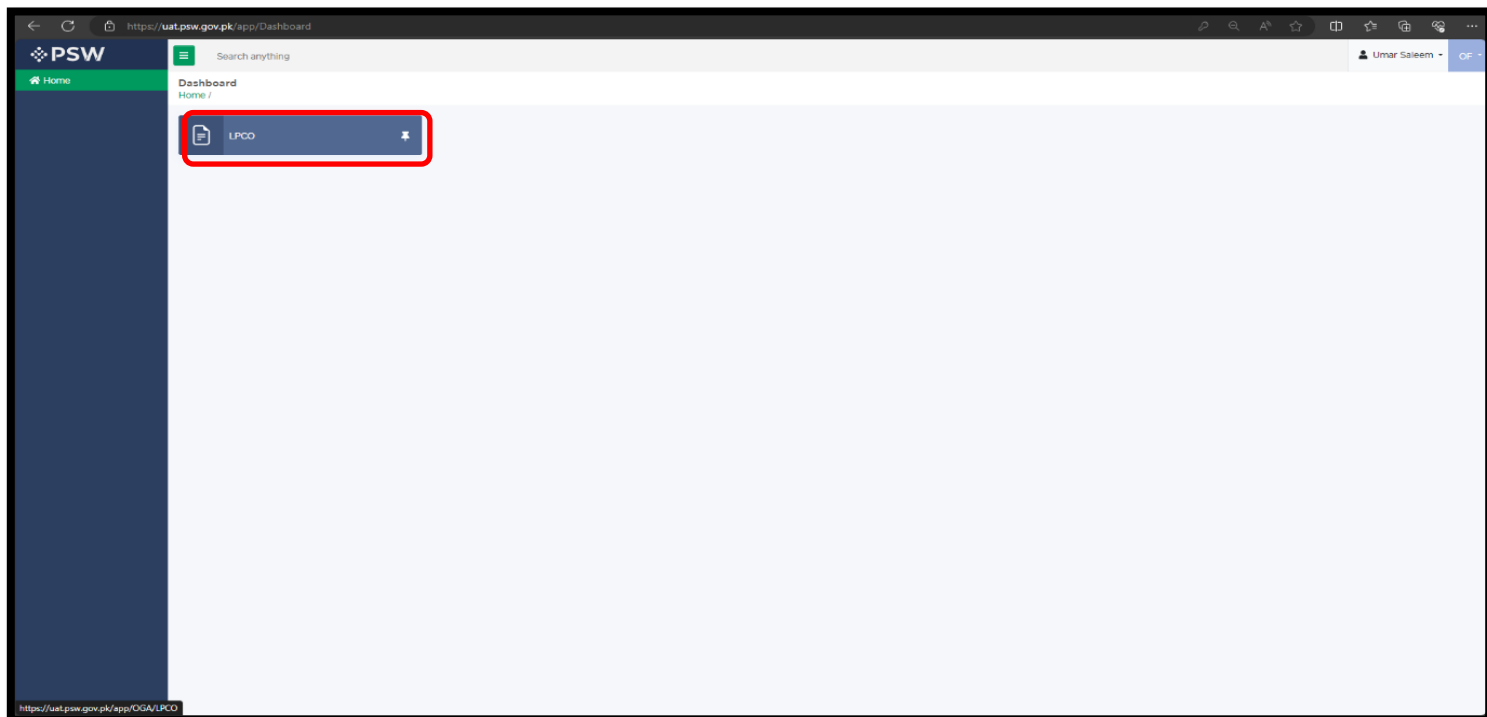 https://uat.psw.gov.pk/app/Dashboard
PSW
Search anything
Umar Saleem
OF
Home
Dashboard
Home /
LPCO
https://uat.psw.gov.pk/app/OGA/LPCO